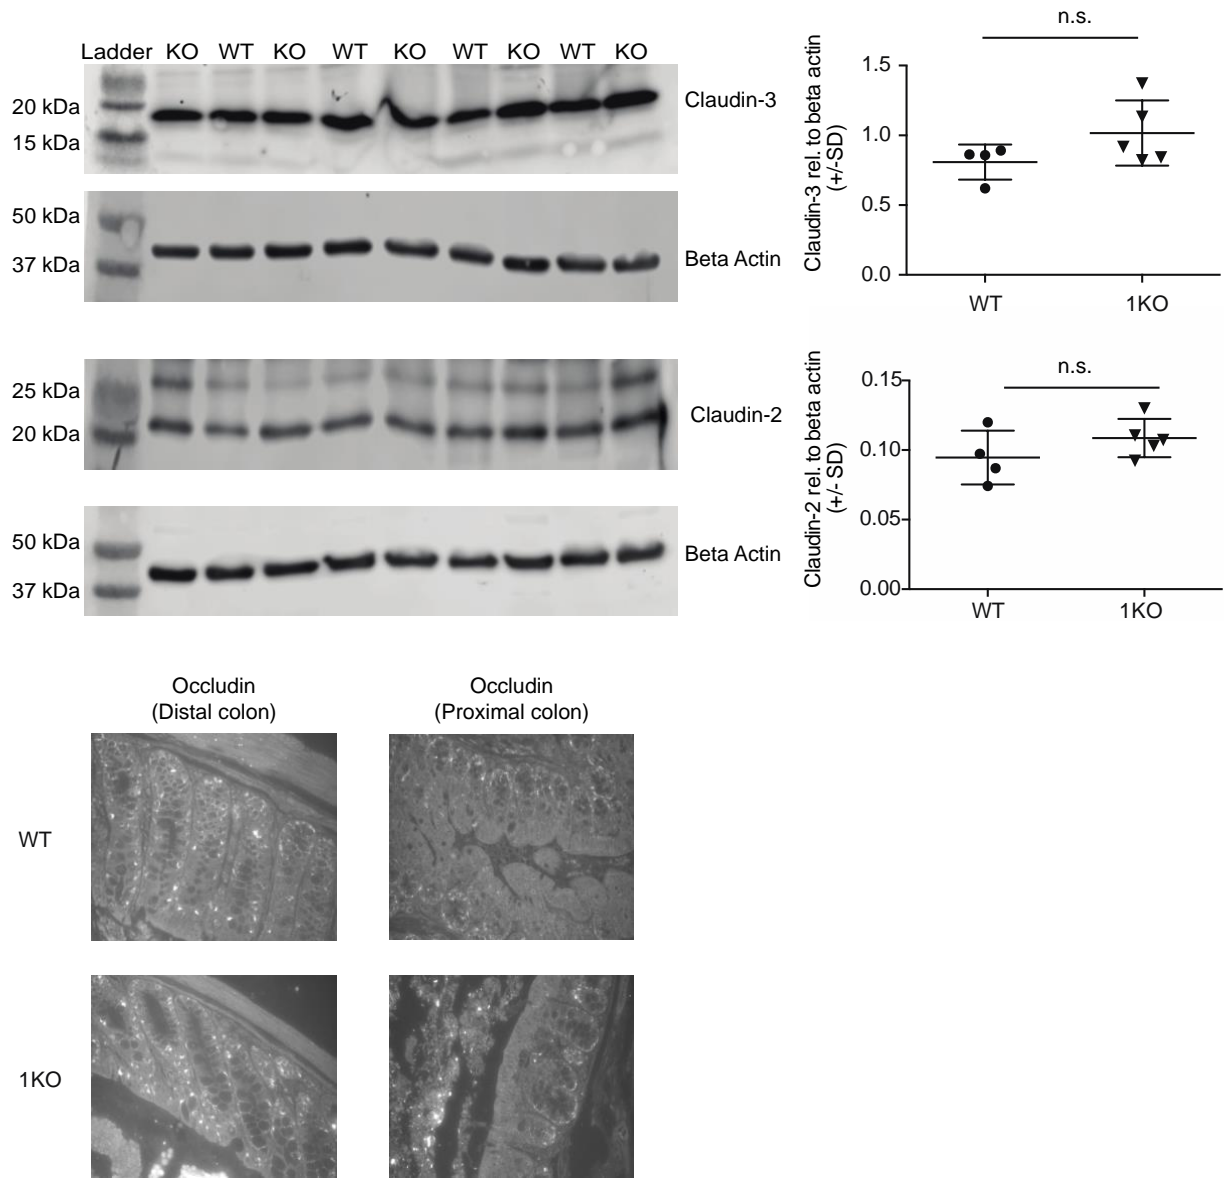 Ladder KO WT KO WT KO WT KO WT KO
20 kDa
15 kDa
Claudin-3
50 kDa
37 kDa
Beta Actin
25 kDa
20 kDa
Claudin-2
50 kDa
37 kDa
Beta Actin
n.s.
Claudin-3 rel. to beta actin
(+/-SD)
1.5
1.0
0.5
0.0
WT 1KO
n.s.
Claudin-2 rel. to beta actin
(+/- SD)
0.15
0.10
0.05
0.00
WT 1KO
Occludin
(Distal colon)
Occludin
(Proximal colon)
WT
1KO